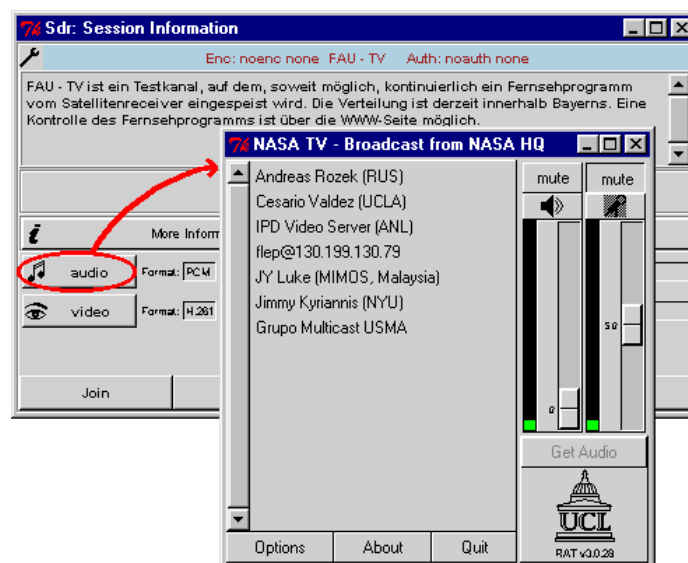 Sdr: Session Information
Enc: noenc none FAU - TV Auth: noauth none
FAU - TV ist ein Testkanal, auf dem, soweit möglich, kontinuierlich ein Fernsehprogramm
vom Satellitenreceiver eingespeist wird. Die Verteilung ist derzeit innerhalb Bayerns. Eine
Kontrolle des Fernsehprogramms ist über die WWW-Seite möglich.
NASA TV - Broadcast from NASA HQ
Andreas Rozek (RUS)
Cesario Valdez (UCLA)
IPD Video Server (ANL)
flep@130.199.130.79
JY Luke (MIMOS, Malaysia)
Jimmy Kyriannis (NYU)
Grupo Multicast USMA
mute
mute
More Inform
audio
Format: PCM
video
Format: H.261
50
0
Join
Get Audio
UCL
RAT v3.0.28
Options
About
Quit